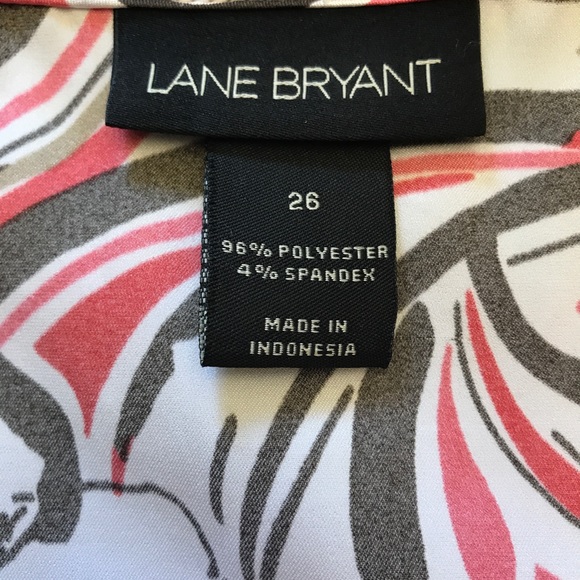 LANE BRYANT
26
96% POLYESTER
4% SPANDEX
MADE IN
INDONESIA